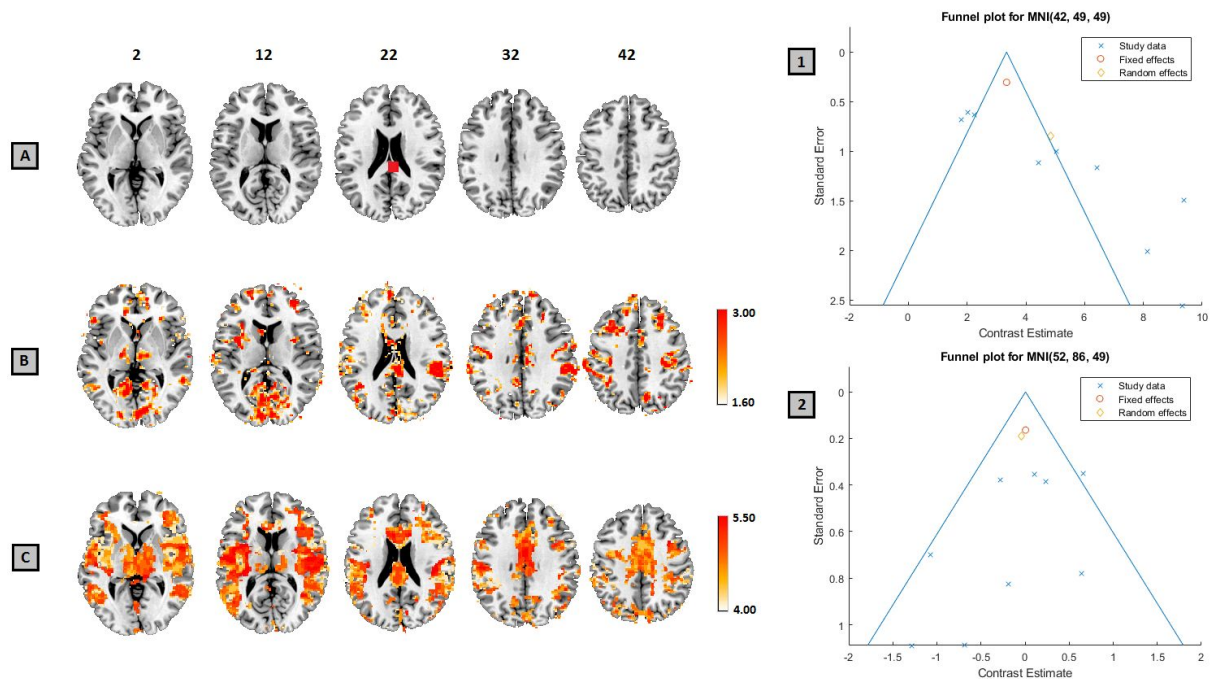 2 12 22 32 42
A
B
3.00
1.60
C
5.50
4.00
1
Funnel plot for MNI(42, 49, 49)
Study data
Fixed effects
Random effects
Standard Error
0
0.5
1
1.5
2
2.5
-2 0 2 4 6 8 10
Contrast Estimate
2
Funnel plot for MNI(52, 86, 49)
Study data
Fixed effects
Random effects
Standard Error
0
0.2
0.4
0.6
0.8
1
-2 -1.5 -1 -0.5 0 0.5 1 1.5 2
Contrast Estimate